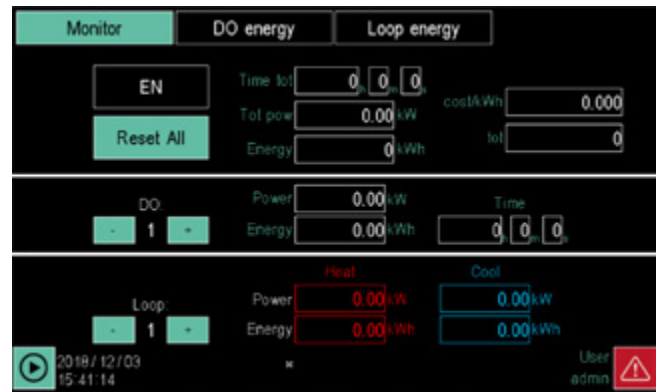 Monitor DO energy Loop energy
EN Time tot 0 h 0 m 0 s
cost/kWh 0.000
Reset All Tot pow 0.00 kW
tot 0
Energy 0 kWh
DO: Power 0.00 kW Time
- 1 + Energy 0.00 kWh 0 h 0 m 0 s
Heat Cool
Loop: Power 0.00 kW 0.00 kW
- 1 + Energy 0.00 kWh 0.00 kWh
2018/12/03 User
15:41:14 admin